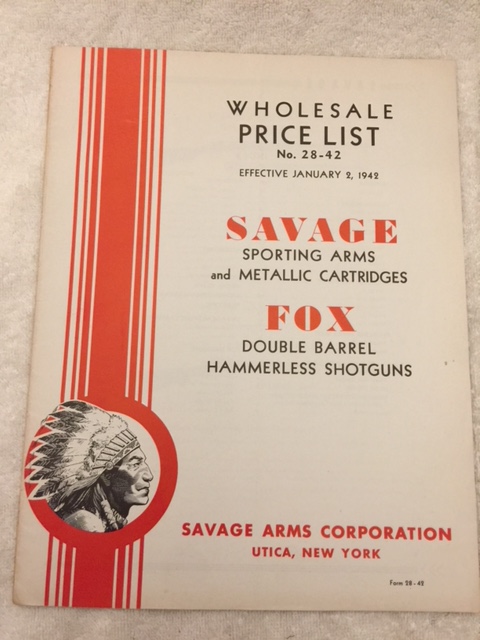 WHOLESALE
PRICE LIST
No. 28-42
EFFECTIVE JANUARY 2, 1942
SAVAGE
SPORTING ARMS
and METALLIC CARTRIDGES
FOX
DOUBLE BARREL
HAMMERLESS SHOTGUNS
SAVAGE ARMS CORPORATION
UTICA, NEW YORK
Form 28-42